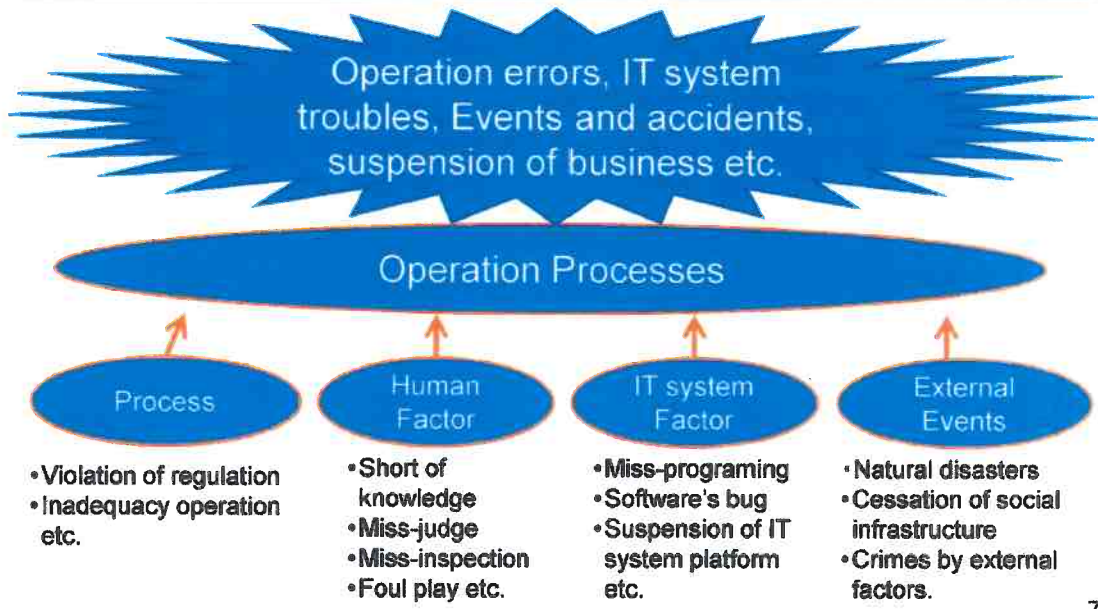 Operation errors, IT system
troubles, Events and accidents,
suspension of business etc.
Operation Processes
Process
Human
Factor
IT system
Factor
External
Events
•Violation of regulation
•Inadequacy operation
etc.
•Short of
knowledge
•Miss-judge
•Miss-inspection
•Foul play etc.
•Miss-programing
•Software's bug
•Suspension of IT
system platform
etc.
•Natural disasters
•Cessation of social
infrastructure
•Crimes by external
factors.
7